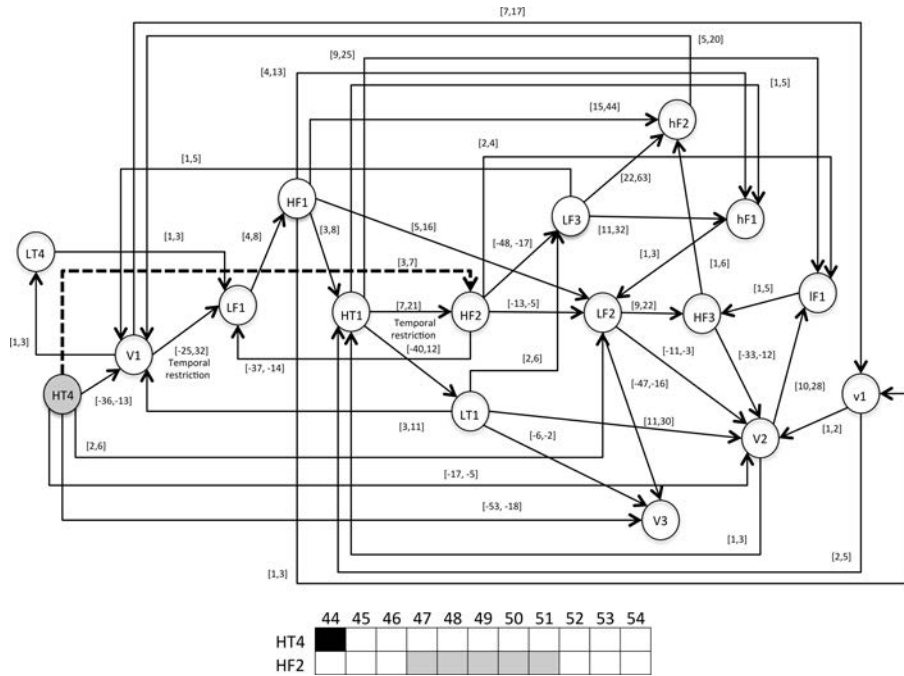 [7,17]
[5,20]
[9,25]
[4,13]
[1,5]
[15,44]
hF2
[2,4]
[1,5]
[22,63]
HF1
LF3
hF1
[5,16]
[11,32]
[4,8]
[3,8]
LT4
[1,3]
[-48, -17]
[1,3]
[3,7]
[1,6]
[1,5]
lF1
LF1
HT1
[7,21]
HF2
[-13,-5]
LF2
[9,22]
HF3
Temporal
restriction
[1,3]
V1
[-25,32]
Temporal
restriction
[-40,12]
[-37, -14]
[2,6]
[-11, -3]
[-33,-12]
HT4
[-36,-13]
[-47,-16]
[10,28]
v1
LT1
[3,11]
[11,30]
[1,2]
[-6,-2]
V2
[2,6]
[-17, -5]
[-53, -18]
V3
[1,3]
[2,5]
[1,3]
44 45 46 47 48 49 50 51 52 53 54
HT4
HF2